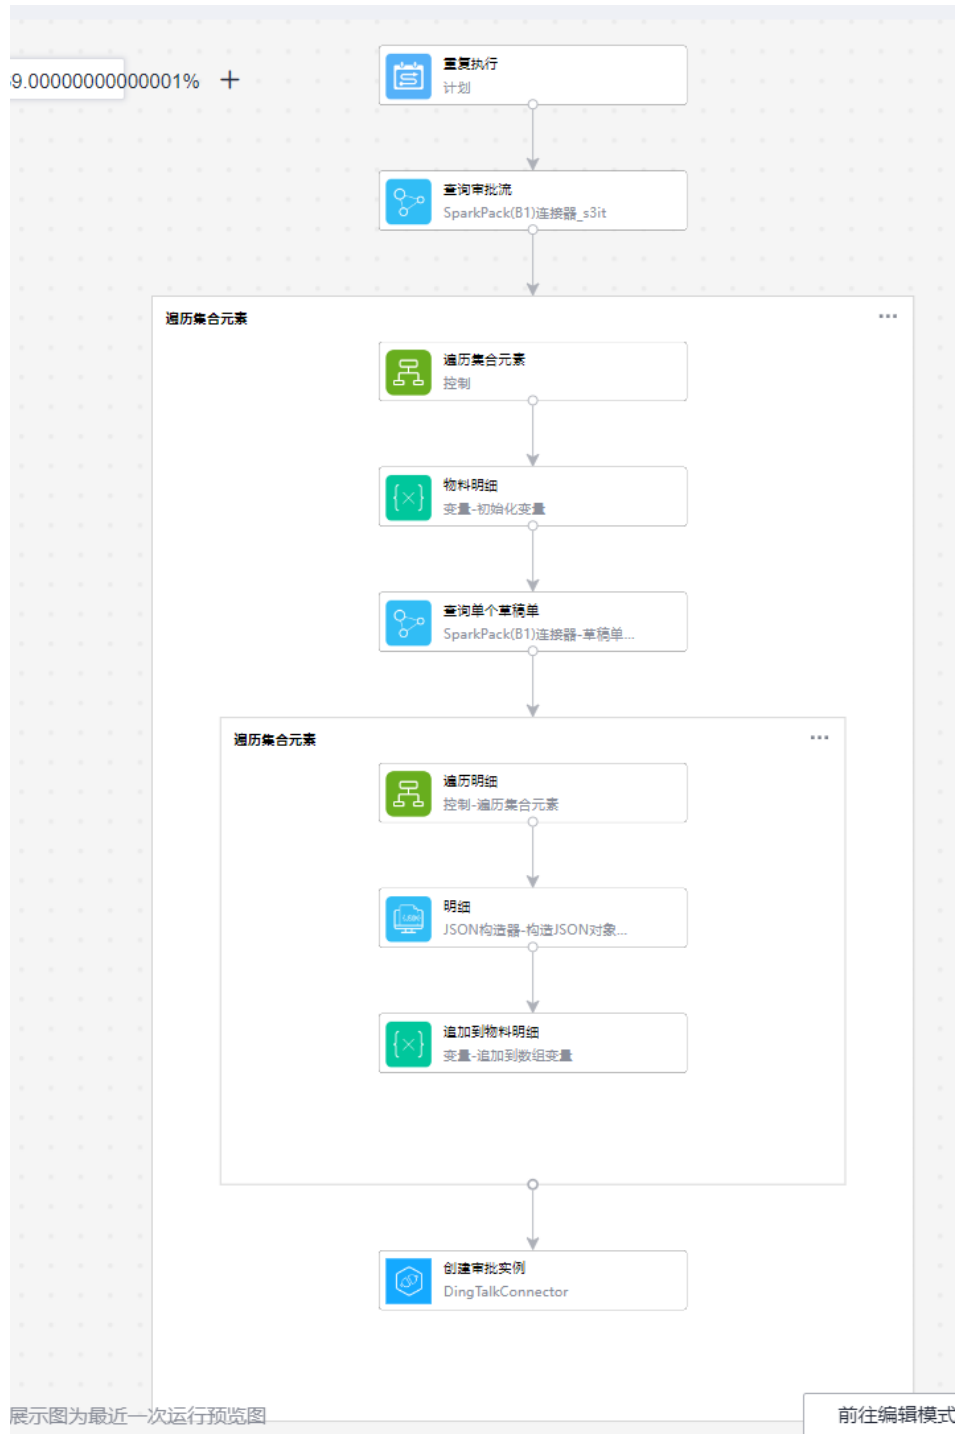 9.00000000000001% +
重复执行
计划
查询审批流
SparkPack(B1)连接器_s3it
遍历集合元素
遍历集合元素
控制
物料明细
变量-初始化变量
查询单个草稿单
SparkPack(B1)连接器-草稿单...
遍历集合元素
遍历明细
控制-遍历集合元素
明细
JSON构造器-构造JSON对象...
追加到物料明细
变量-追加到数组变量
创建审批实例
DingTalkConnector
展示图为最近一次运行预览图
前往编辑模式